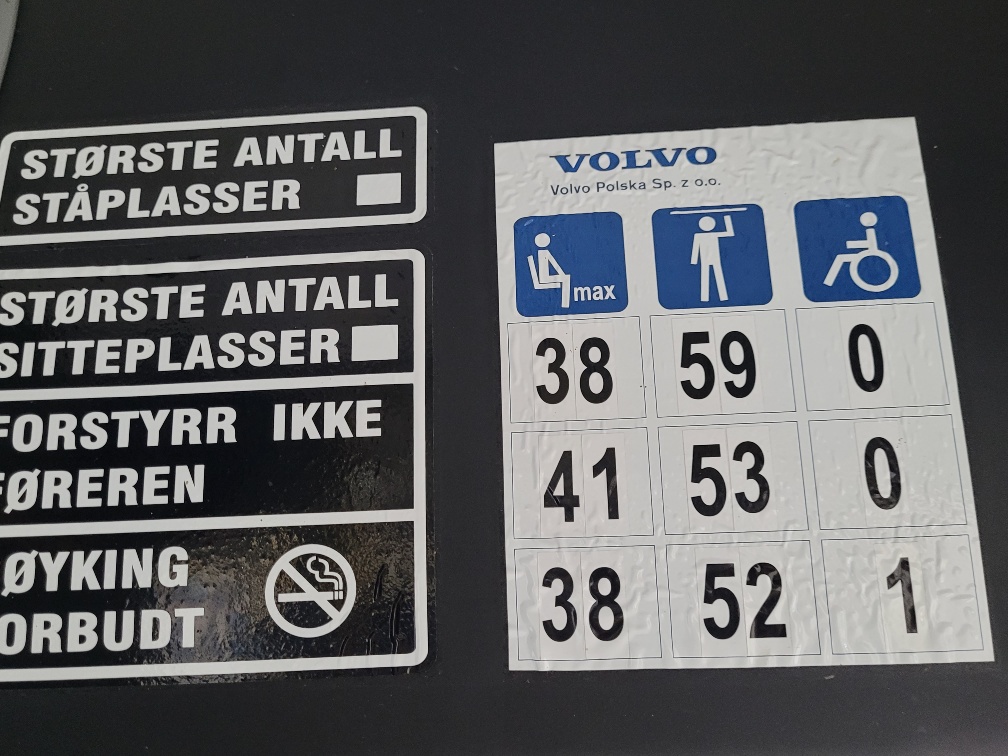 STØRSTE ANTALL
STÅPLASSER
STØRSTE ANTALL
SITTEPLASSER
FORSTYRR IKKE
FØREREN
ØYKING
ORBUDT
VOLVO
Volvo Polska Sp. z o.o.
max
38 59 0
41 53 0
38 52 1